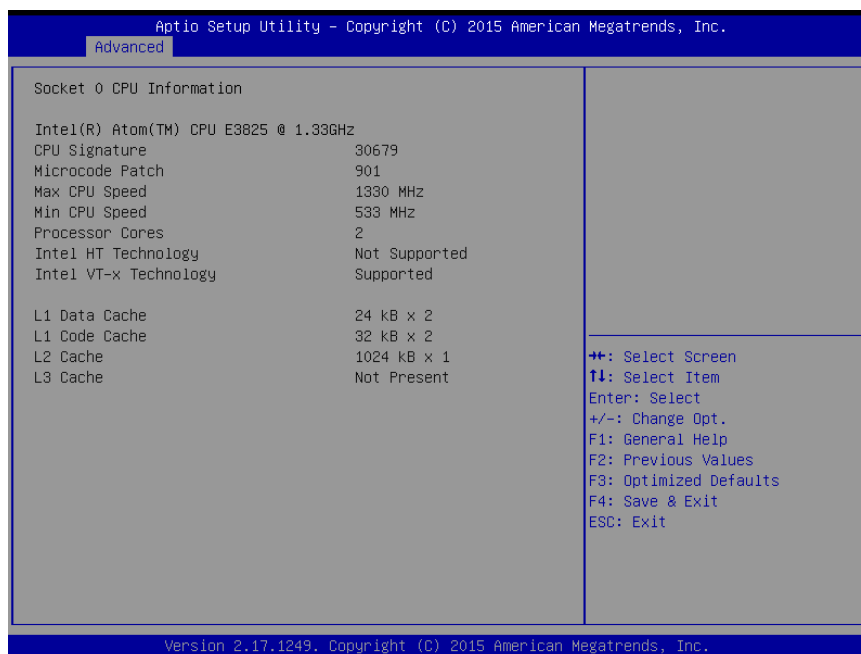 Aptio Setup Utility – Copyright (C) 2015 American Megatrends, Inc.
Advanced
Socket 0 CPU Information
Intel(R) Atom(TM) CPU E3825 @ 1.33GHz
CPU Signature 30679
Microcode Patch 901
Max CPU Speed 1330 MHz
Min CPU Speed 533 MHz
Processor Cores 2
Intel HT Technology Not Supported
Intel VT-x Technology Supported
L1 Data Cache 24 kB x 2
L1 Code Cache 32 kB x 2
L2 Cache 1024 kB x 1
L3 Cache Not Present
→←: Select Screen
↑↓: Select Item
Enter: Select
+/-: Change Opt.
F1: General Help
F2: Previous Values
F3: Optimized Defaults
F4: Save & Exit
ESC: Exit
Version 2.17.1249. Copyright (C) 2015 American Megatrends, Inc.